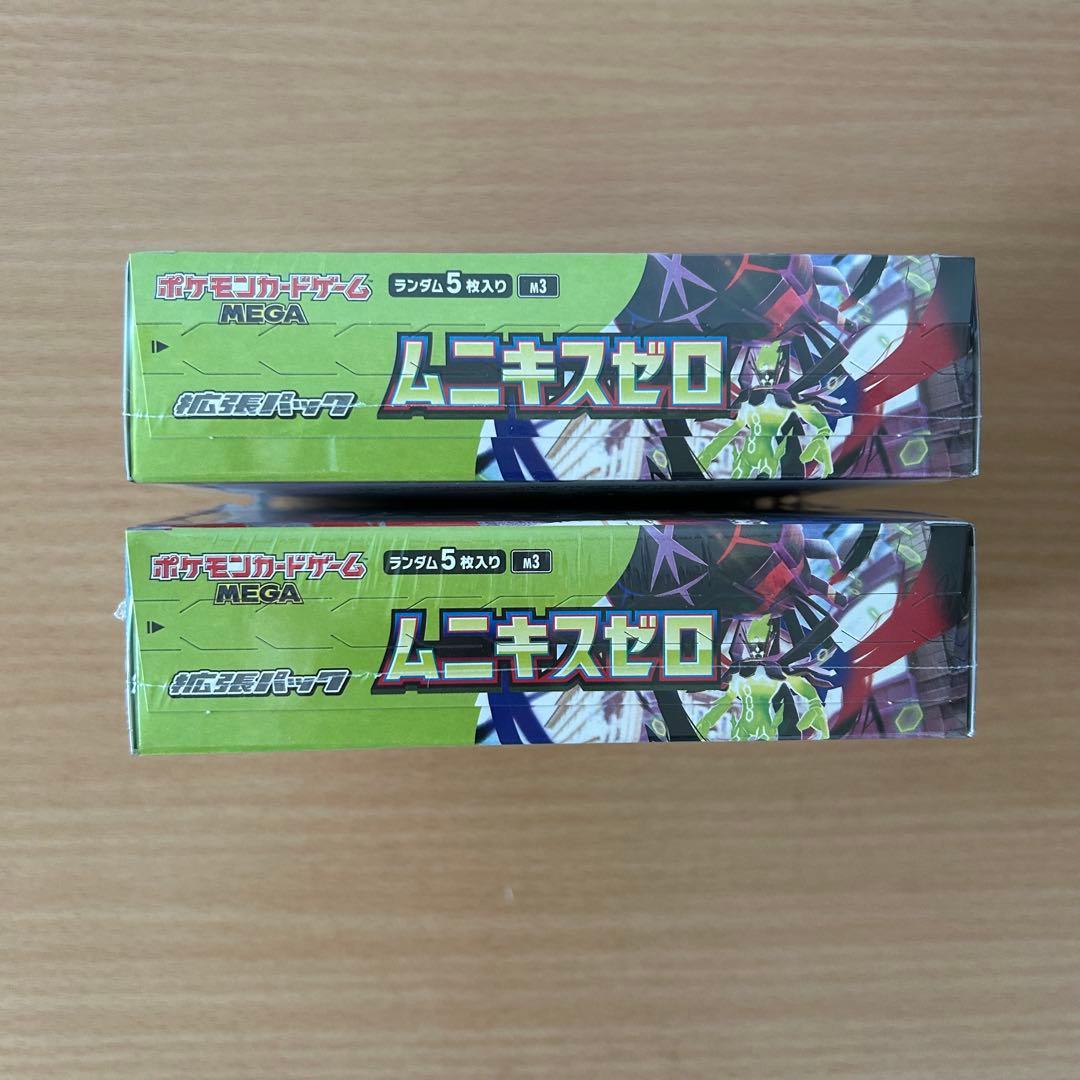 ポケモンカードゲーム
MEGA
ランダム5枚入り
M3
ムニキスゼロ
拡張パック
ポケモンカードゲーム
MEGA
ランダム5枚入り
M3
ムニキスゼロ
拡張パック